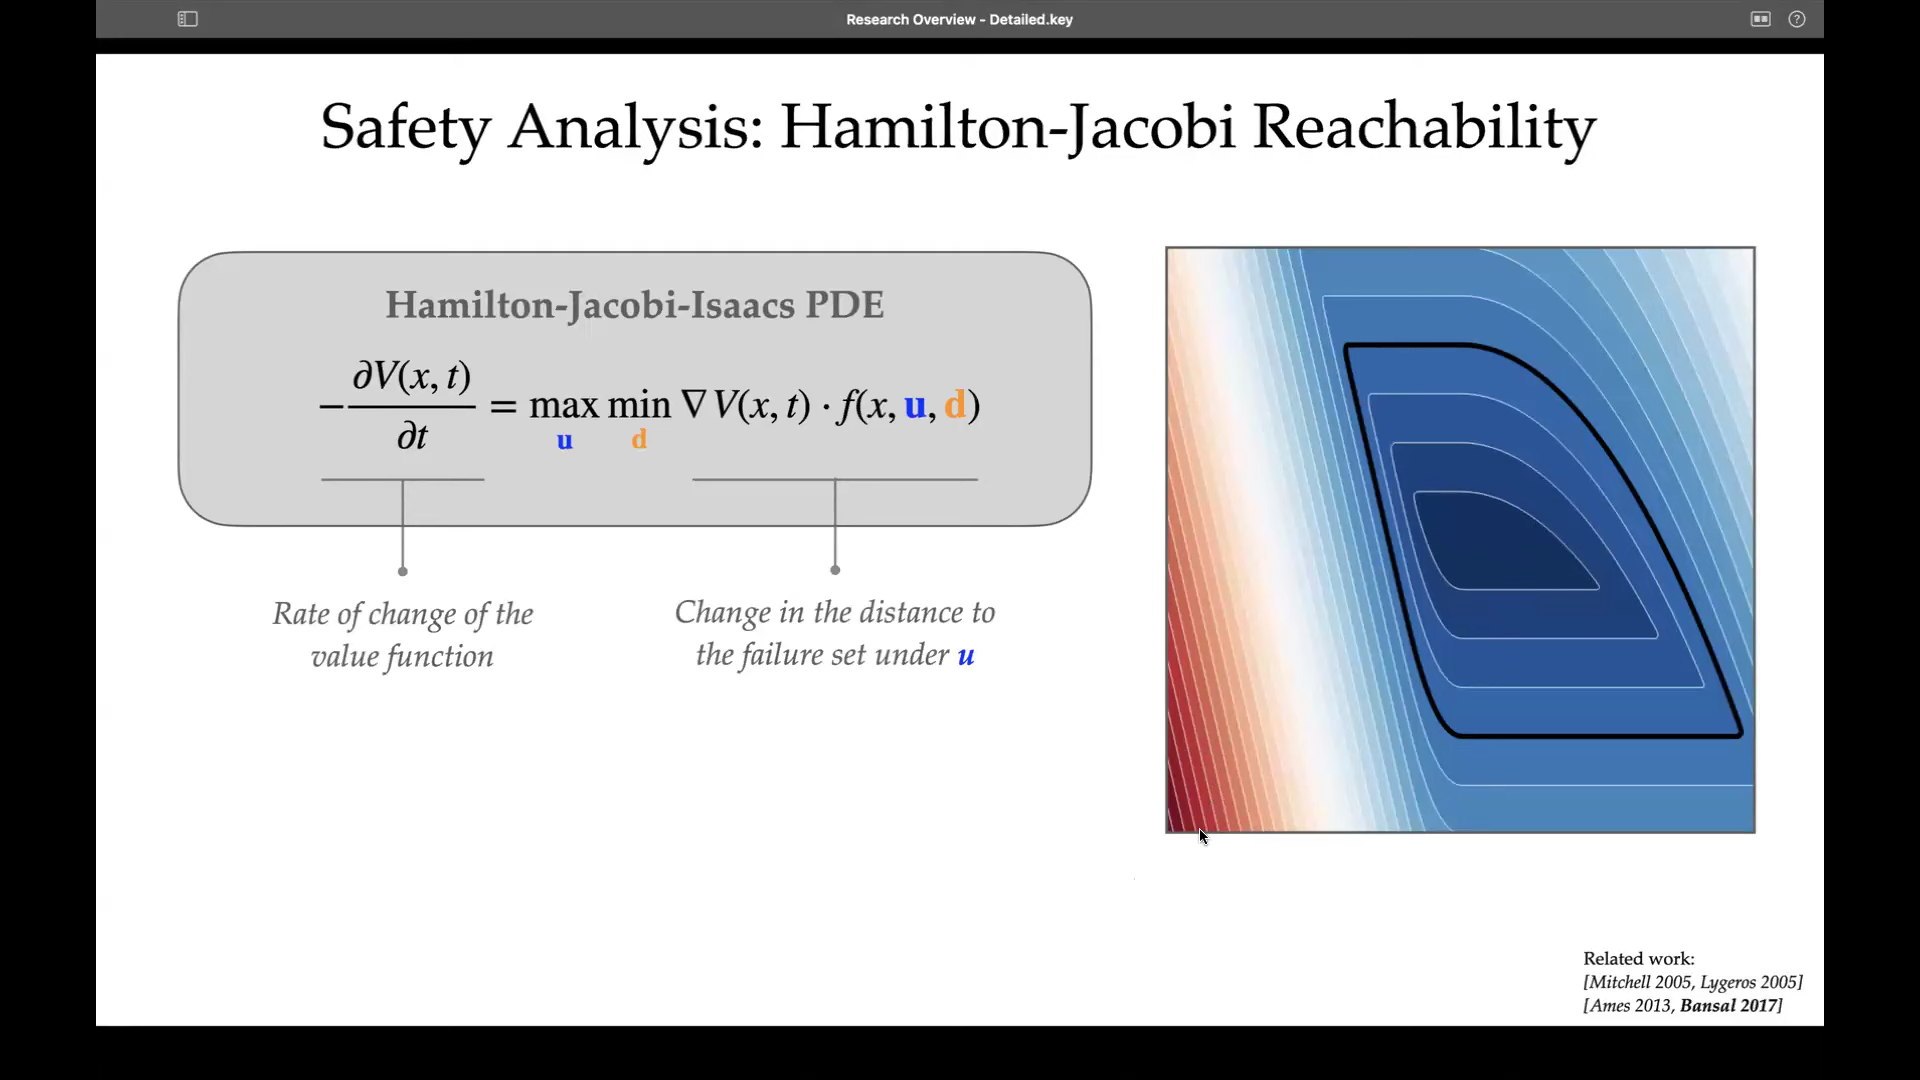 Research Overview - Detailed.key
Safety Analysis: Hamilton-Jacobi Reachability
Hamilton-Jacobi-Isaacs PDE
−∂V(x, t)/∂t = max_u min_d ∇V(x, t) · f(x, u, d)
Rate of change of the
value function
Change in the distance to
the failure set under u
Related work:
[Mitchell 2005, Lygeros 2005]
[Ames 2013, Bansal 2017]